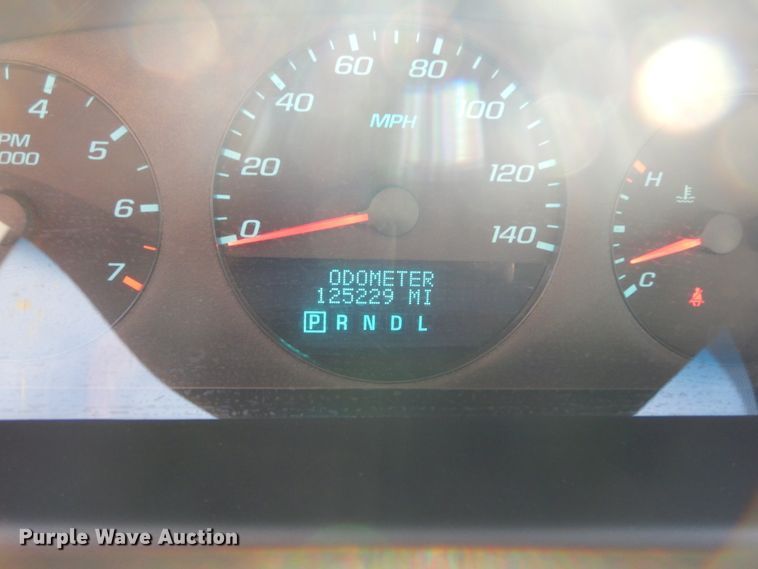 60 80
4 40 100
MPH
5
PM
000
20 120 H
6
0 140
7 C
ODOMETER
125229 MI
P R N D L
Purple Wave Auction